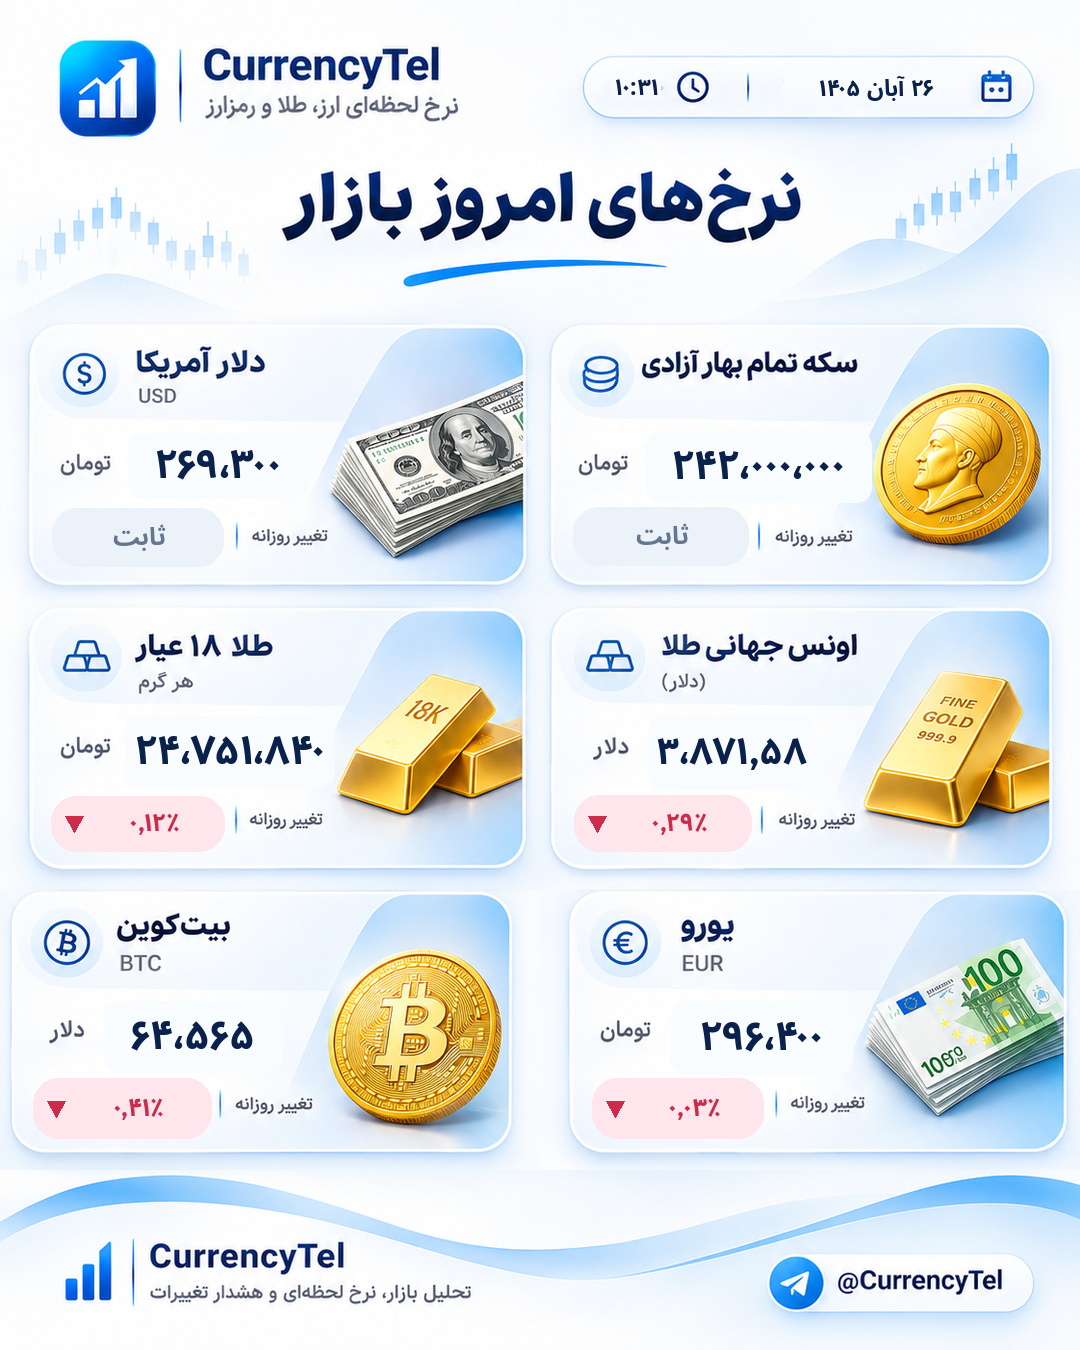 CurrencyTel
نرخ لحظه‌ای ارز، طلا و رمزارز
۲۶ آبان ۱۴۰۵
۱۰:۳۱
نرخ‌های امروز بازار
سکه تمام بهار آزادی
۲۴۲،۰۰۰،۰۰۰ تومان
تغییر روزانه
ثابت
دلار آمریکا
USD
۲۶۹،۳۰۰ تومان
تغییر روزانه
ثابت
اونس جهانی طلا
(دلار)
۳،۸۷۱,۵۸ دلار
تغییر روزانه
۰,۲۹٪ ▼
FINE
GOLD
999.9
طلا ۱۸ عیار
هر گرم
۲۴،۷۵۱،۸۴۰ تومان
تغییر روزانه
۰,۱۲٪ ▼
18K
یورو
EUR
۲۹۶،۴۰۰ تومان
تغییر روزانه
۰,۰۳٪ ▼
100
بیت‌کوین
BTC
۶۴،۵۶۵ دلار
تغییر روزانه
۰,۴۱٪ ▼
CurrencyTel
تحلیل بازار، نرخ لحظه‌ای و هشدار تغییرات
@CurrencyTel